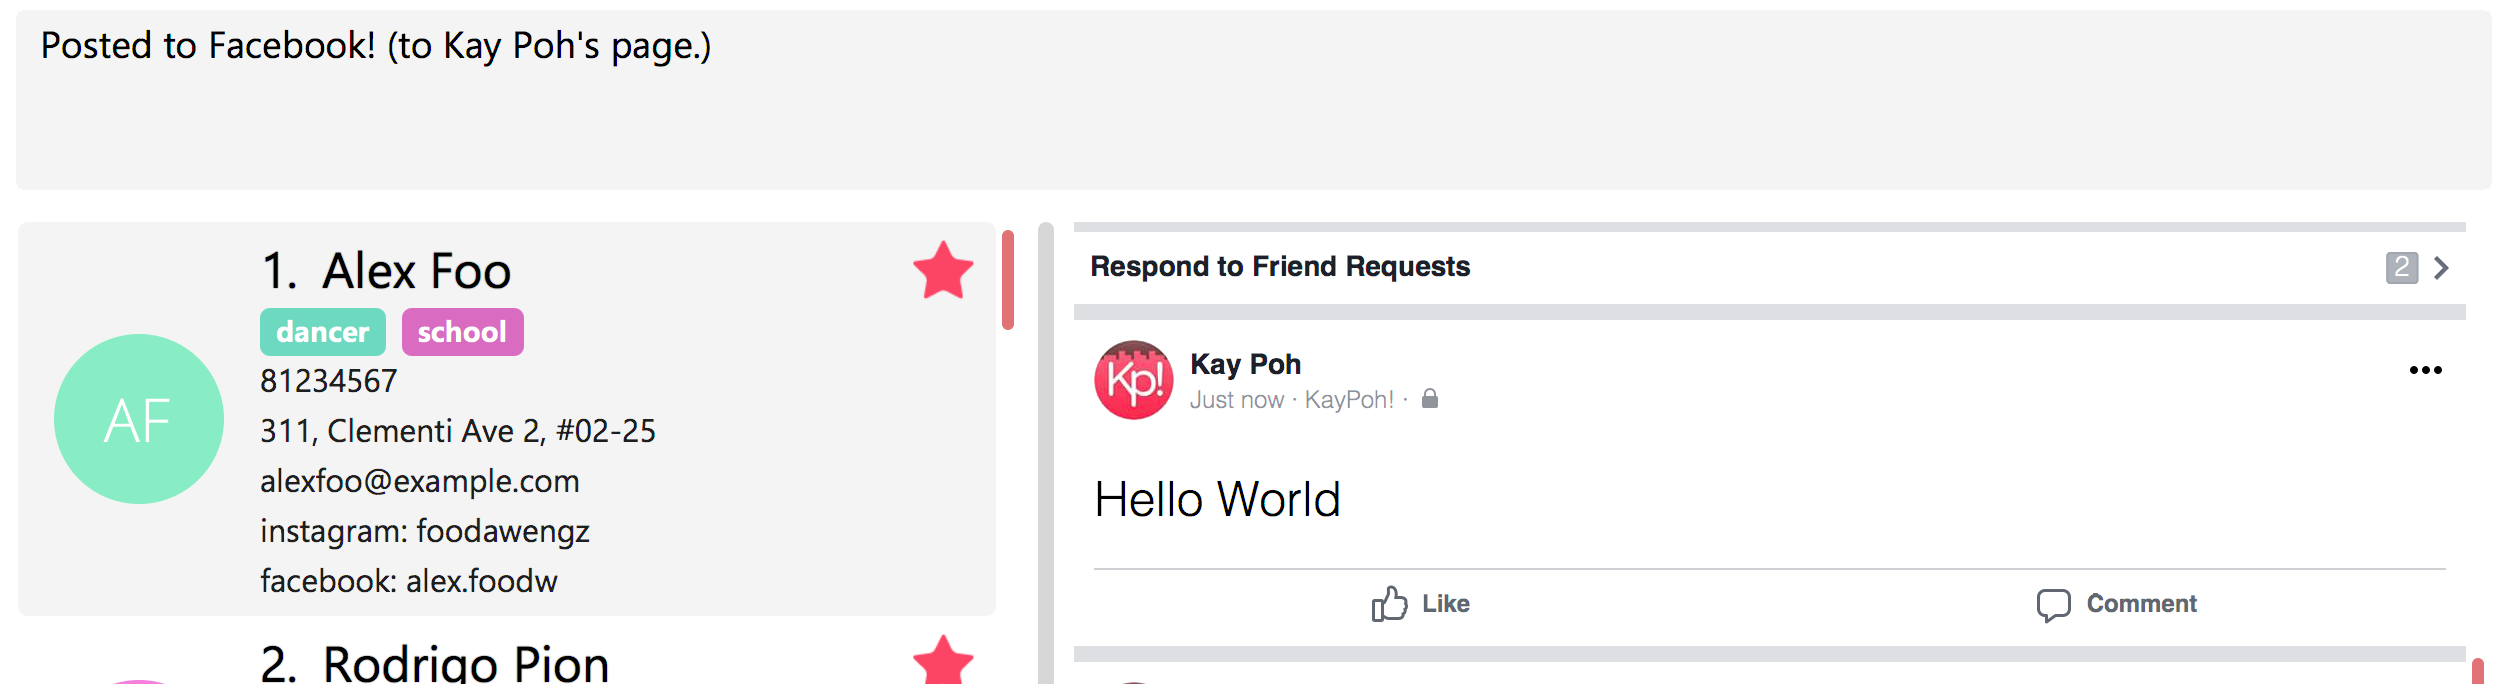 Posted to Facebook! (to Kay Poh's page.)
1. Alex Foo
dancer school
81234567
311, Clementi Ave 2, #02-25
alexfoo@example.com
instagram: foodawengz
facebook: alex.foodw
AF
2. Rodrigo Pion
Respond to Friend Requests 2
Kp!
Kay Poh
Just now · KayPoh! ·
Hello World
Like Comment